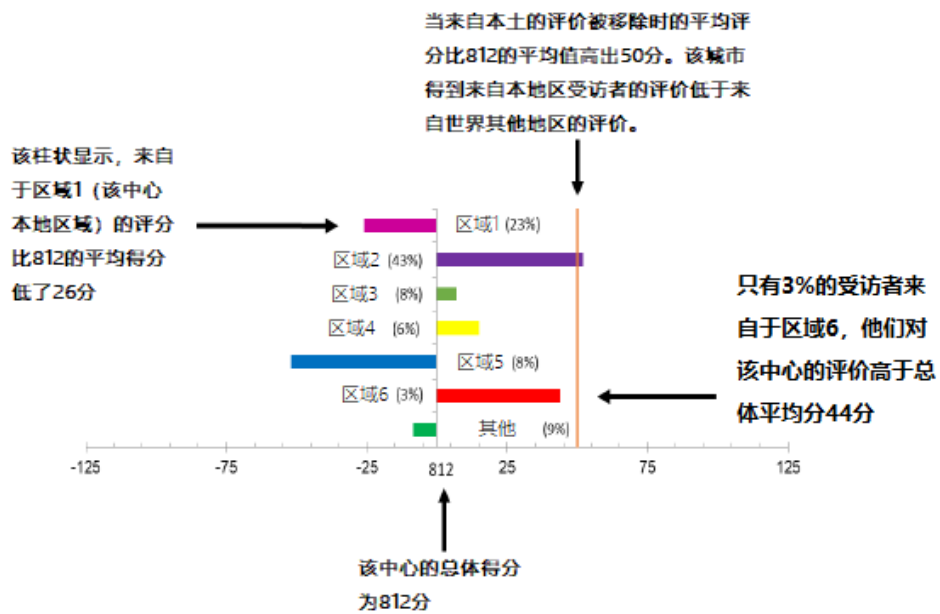 当来自本土的评价被移除时的平均评
分比812的平均值高出50分。该城市
得到来自本地区受访者的评价低于来
自世界其他地区的评价。
该柱状显示，来自
于区域1（该中心
本地区域）的评分
比812的平均得分
低了26分
区域1 (23%)
区域2 (43%)
区域3 (8%)
区域4 (6%)
区域5 (8%)
区域6 (3%)
其他 (9%)
只有3%的受访者来
自于区域6，他们对
该中心的评价高于总
体平均分44分
-125 -75 -25 812 25 75 125
该中心的总体得分
为812分